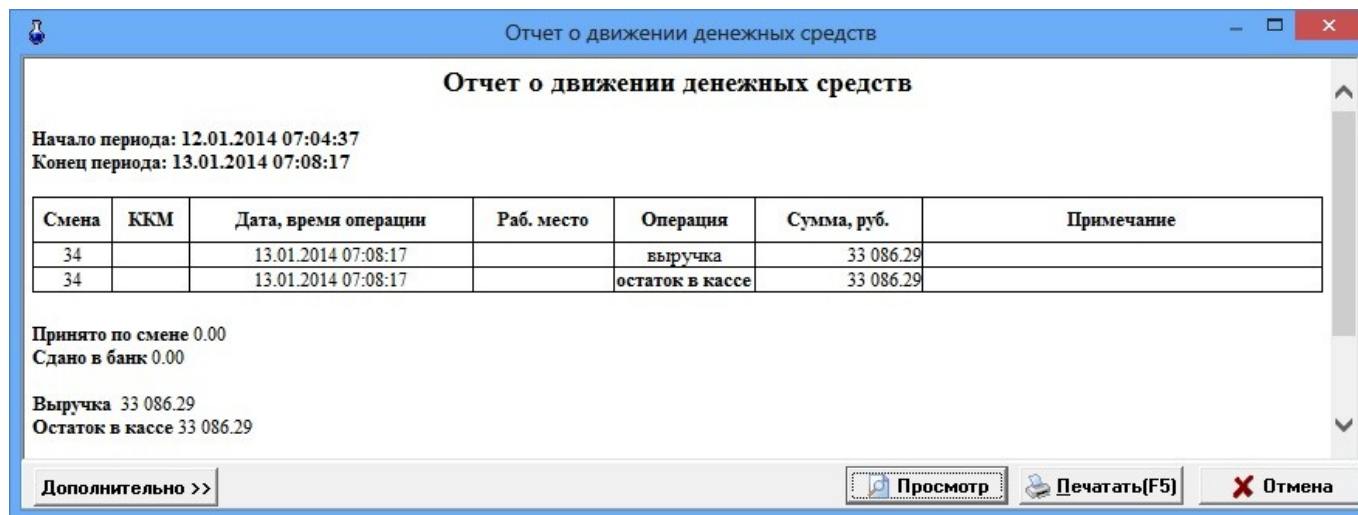 Отчет о движении денежных средств
Отчет о движении денежных средств
Начало периода: 12.01.2014 07:04:37
Конец периода: 13.01.2014 07:08:17
Смена ККМ Дата, время операции Раб. место Операция Сумма, руб. Примечание
34 13.01.2014 07:08:17 выручка 33 086.29
34 13.01.2014 07:08:17 остаток в кассе 33 086.29
Принято по смене 0.00
Сдано в банк 0.00
Выручка 33 086.29
Остаток в кассе 33 086.29
Дополнительно >> Просмотр Печатать(F5) Отмена